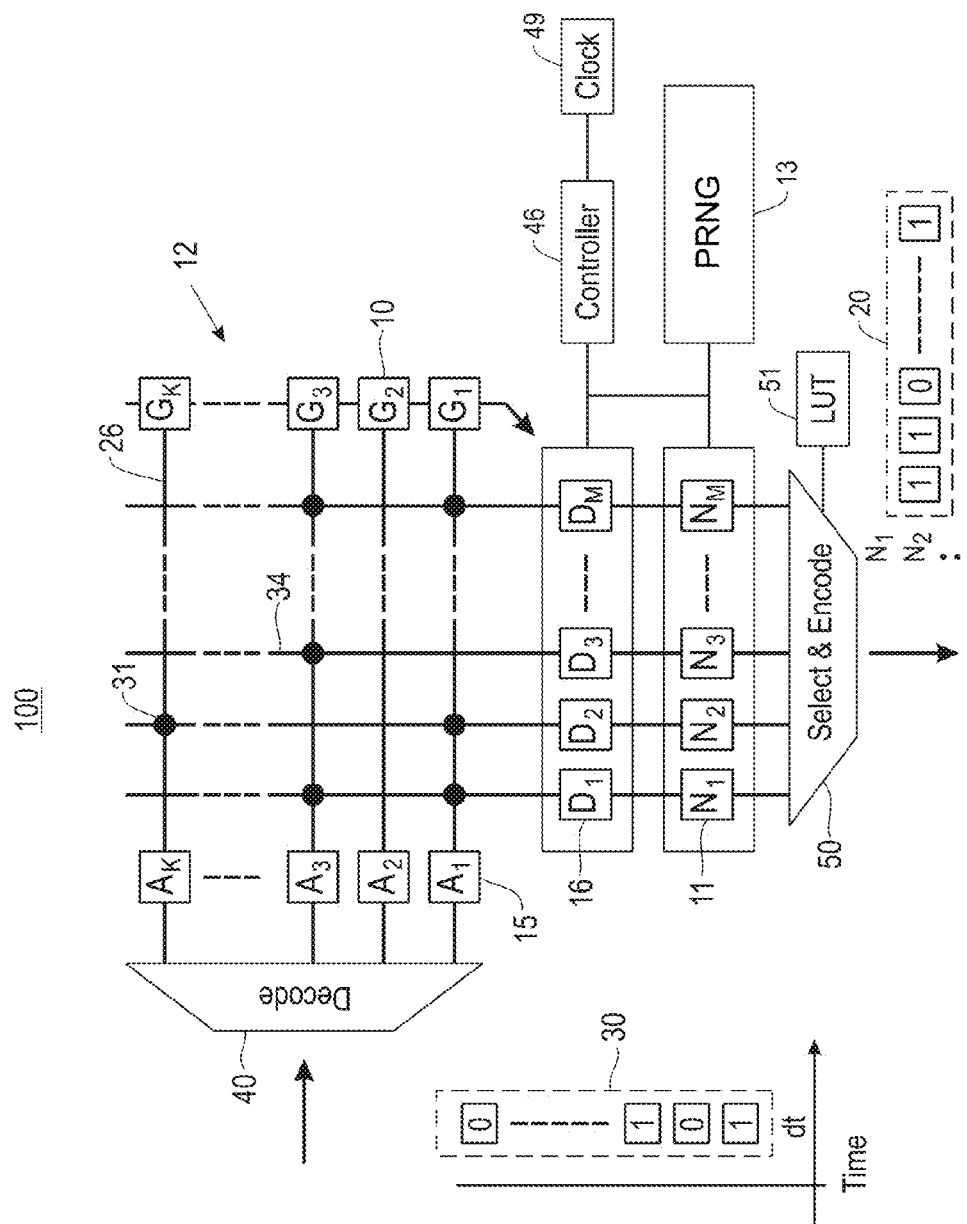 100
12
26
31
34
10
A_K
G_K
A_3
G_3
A_2
G_2
A_1
G_1
15
Decode
40
30
0
1
0
1
dt
Time
D_1
D_2
D_3
D_M
16
N_1
N_2
N_3
N_M
11
Controller
46
Clock
49
PRNG
13
Select & Encode
50
LUT
51
N_1
N_2
:
1
1
0
1
20